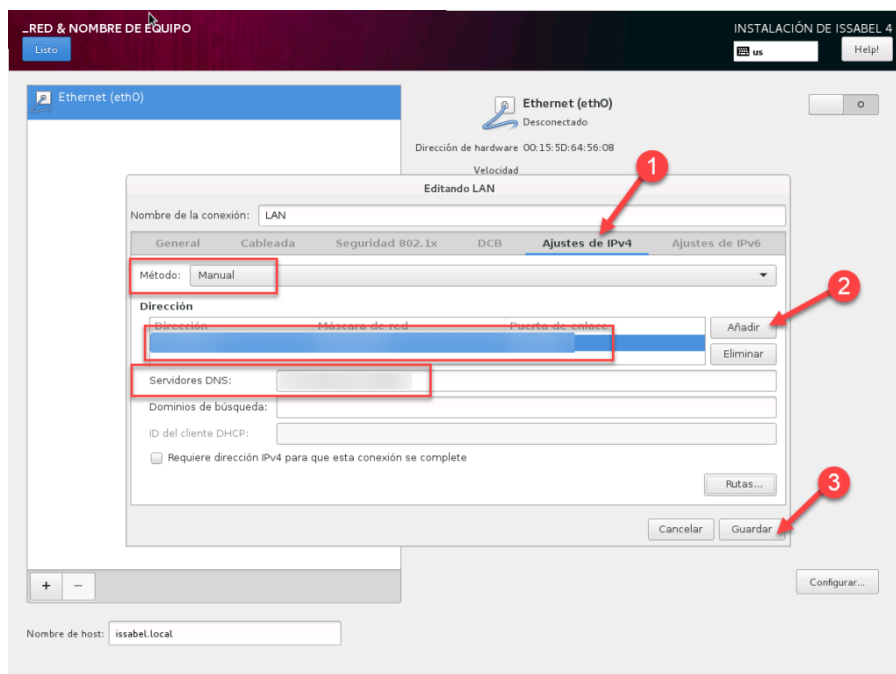 _RED & NOMBRE DE EQUIPO
INSTALACIÓN DE ISSABEL 4
Listo
us
Help!
Ethernet (eth0)
Ethernet (eth0)
Desconectado
Dirección de hardware 00:15:5D:64:56:08
Velocidad
1
Editando LAN
Nombre de la conexión: LAN
General Cableada Seguridad 802.1x DCB Ajustes de IPv4 Ajustes de IPv6
Método: Manual
2
Dirección
Dirección Máscara de red Puerta de enlace
Añadir
Eliminar
Servidores DNS:
Dominios de búsqueda:
ID del cliente DHCP:
Requiere dirección IPv4 para que esta conexión se complete
Rutas...
3
Cancelar Guardar
+ −
Configurar...
Nombre de host: issabel.local